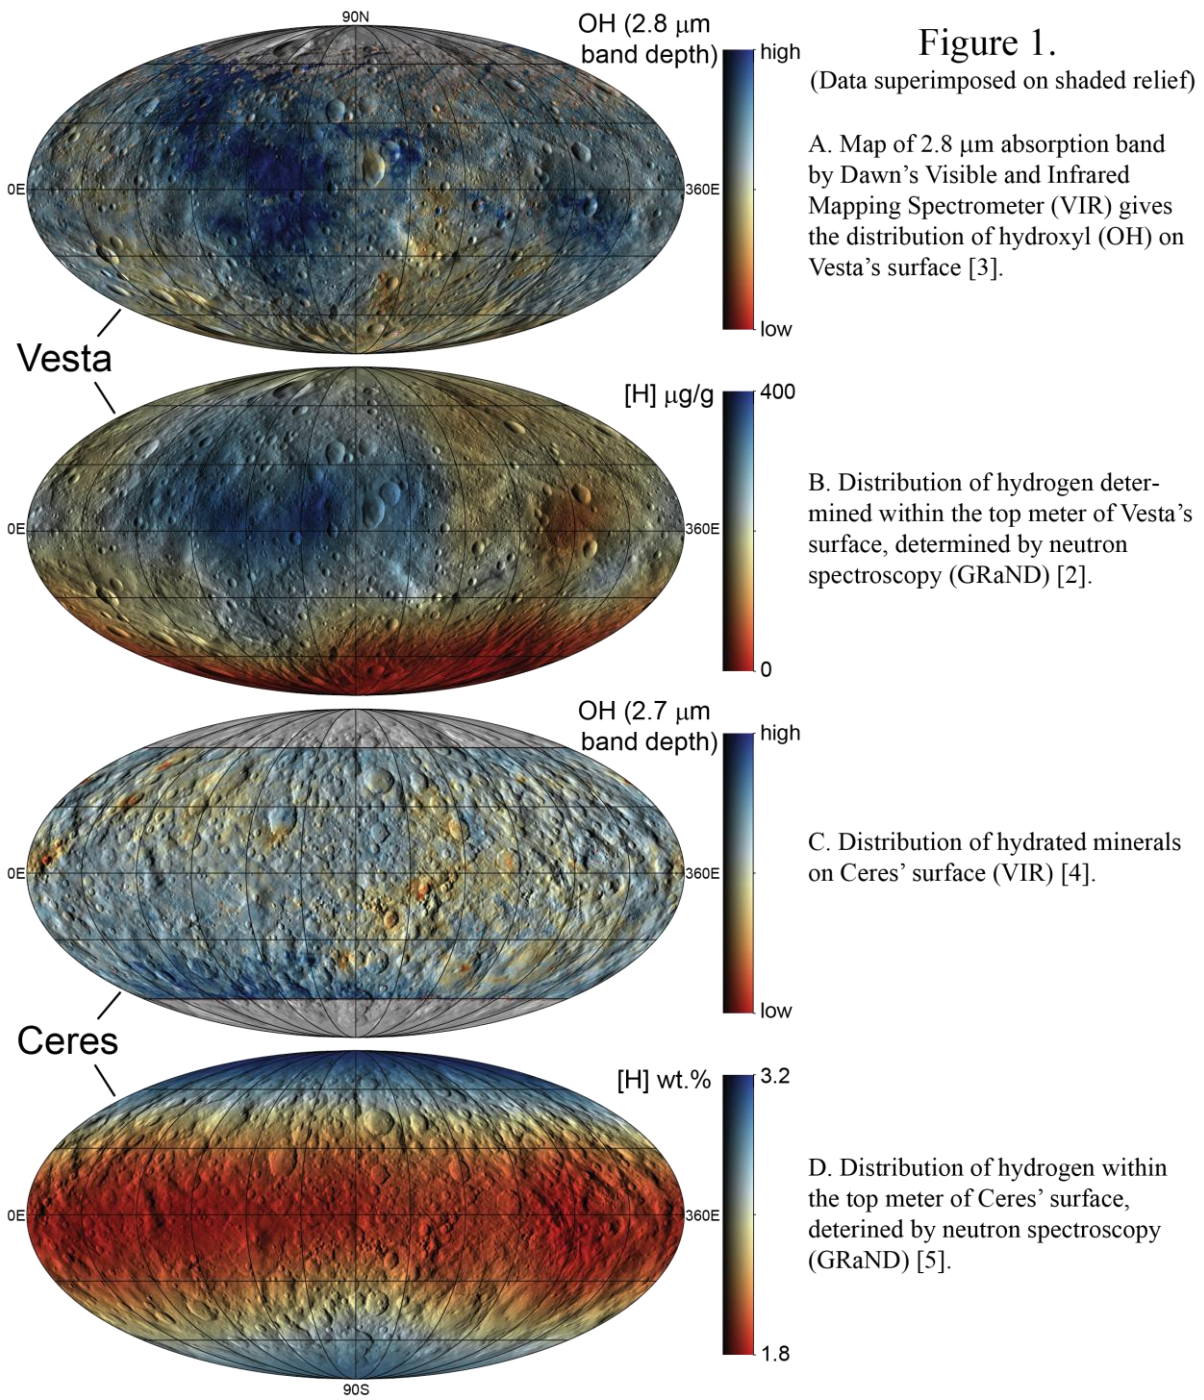 90N
OH (2.8 μm
band depth)
high
Figure 1.
(Data superimposed on shaded relief)
A. Map of 2.8 μm absorption band
by Dawn’s Visible and Infrared
Mapping Spectrometer (VIR) gives
the distribution of hydroxyl (OH) on
Vesta’s surface [3].
0E
360E
low
Vesta
[H] μg/g
400
B. Distribution of hydrogen deter-
mined within the top meter of Vesta’s
surface, determined by neutron
spectroscopy (GRaND) [2].
0E
360E
0
OH (2.7 μm
band depth)
high
C. Distribution of hydrated minerals
on Ceres’ surface (VIR) [4].
0E
360E
low
Ceres
[H] wt.%
3.2
D. Distribution of hydrogen within
the top meter of Ceres’ surface,
deterined by neutron spectroscopy
(GRaND) [5].
0E
360E
1.8
90S